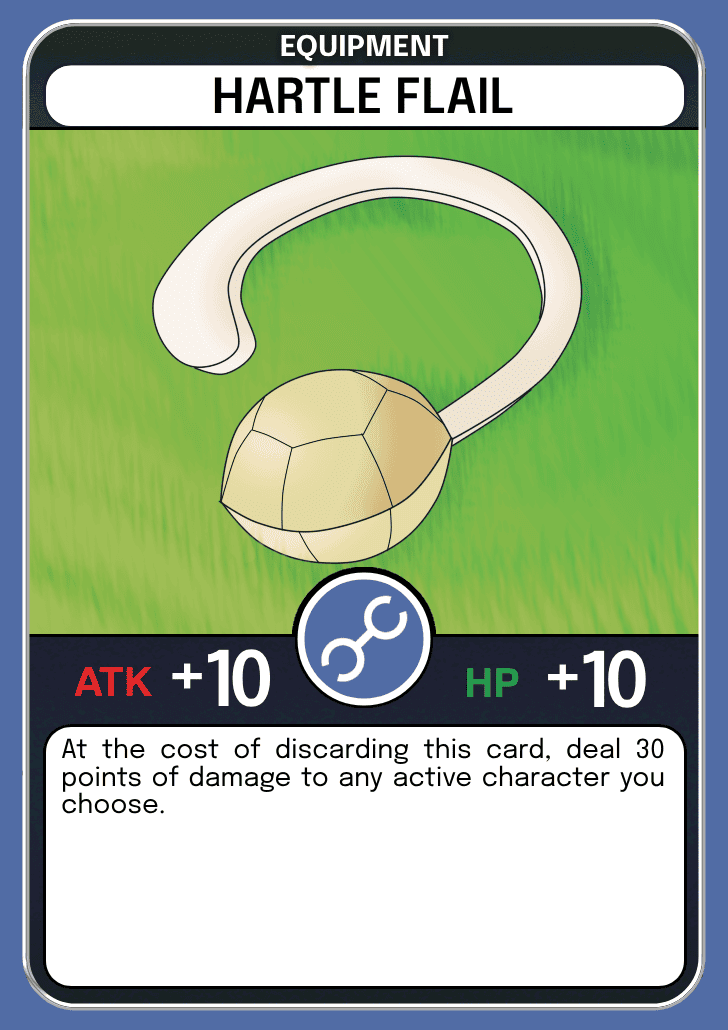 EQUIPMENT
HARTLE FLAIL
ATK +10 HP +10
At the cost of discarding this card, deal 30
points of damage to any active character you
choose.